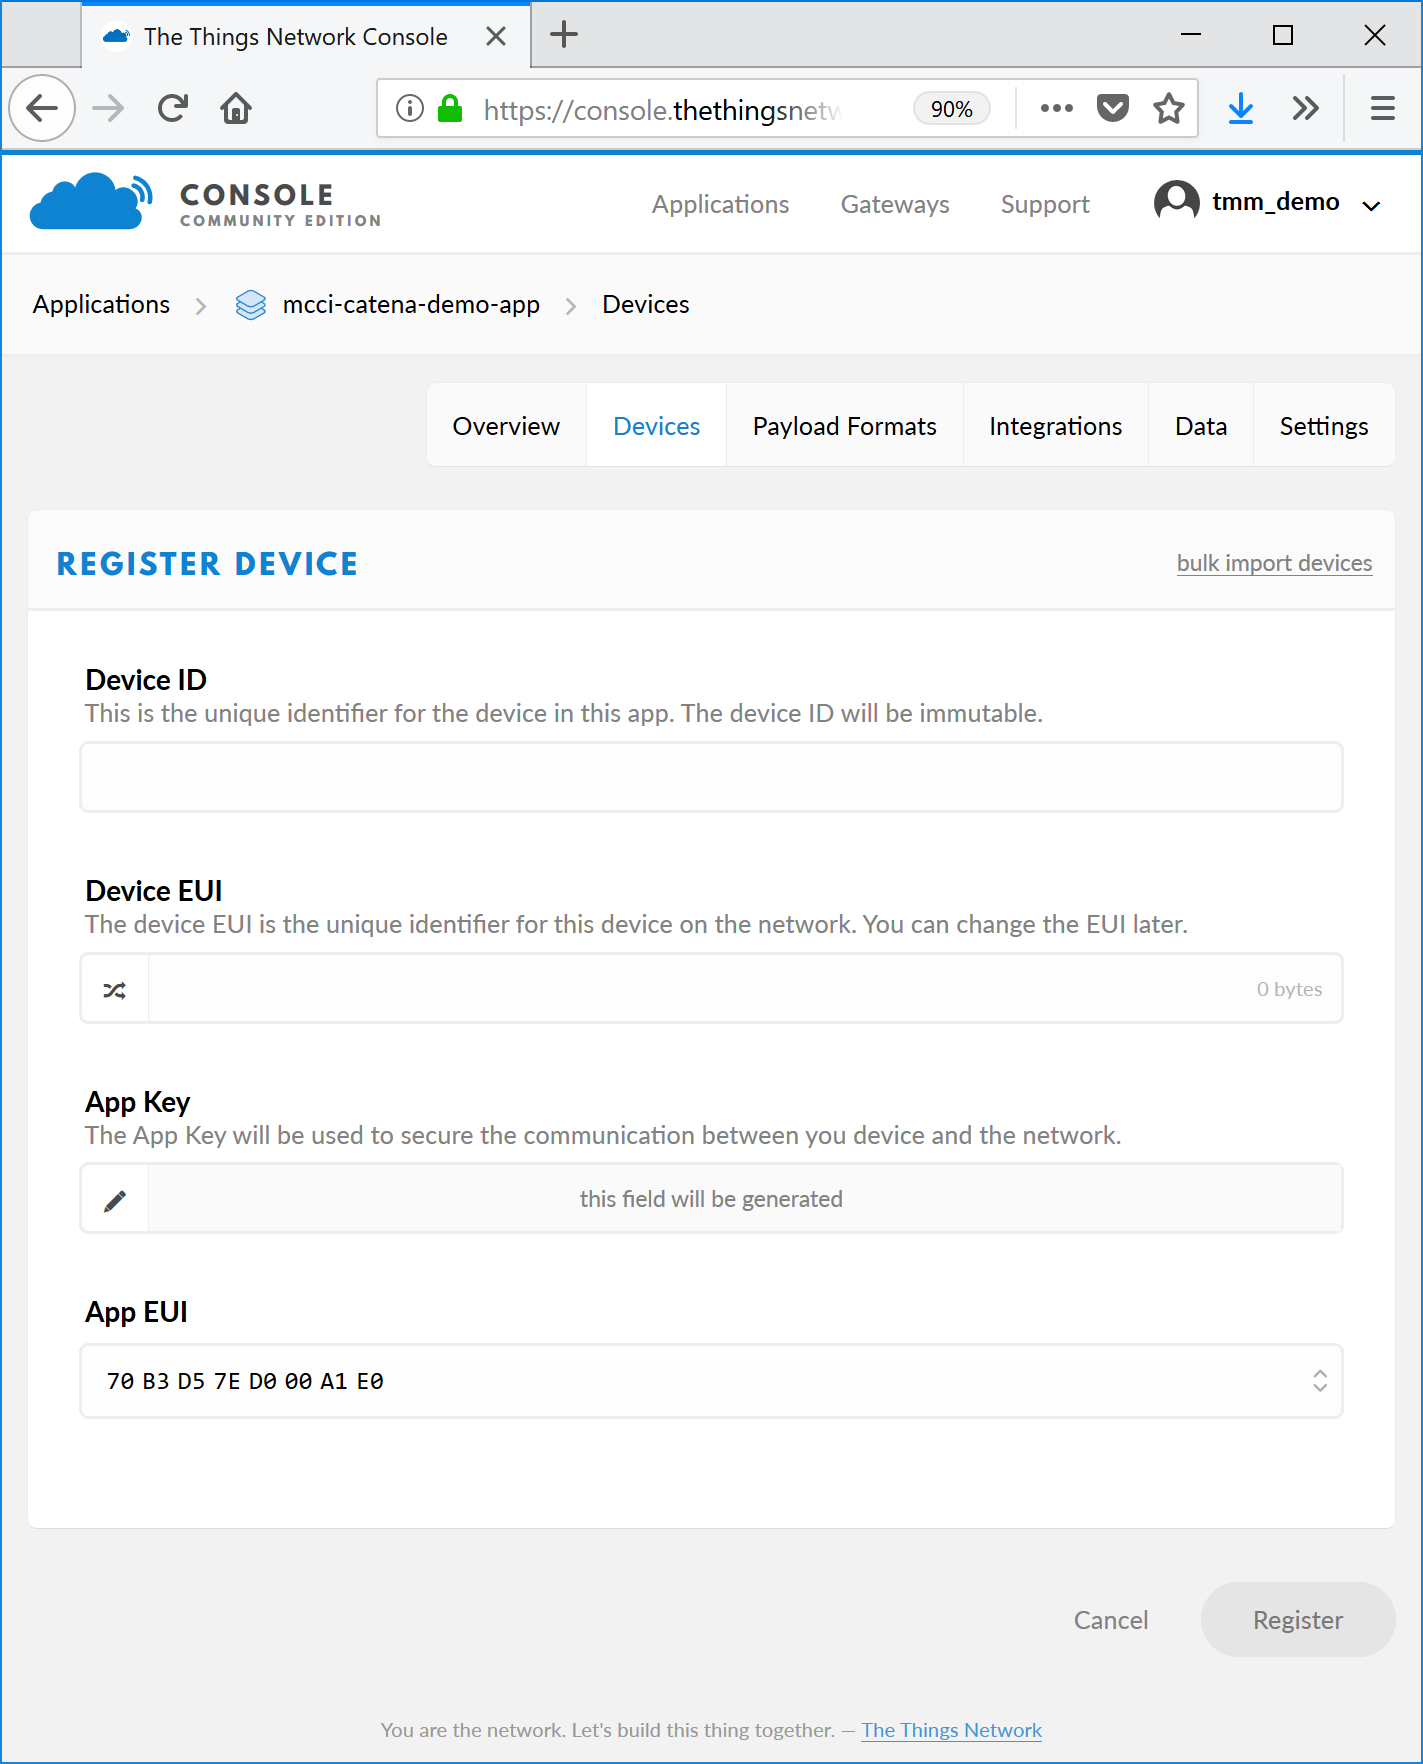 The Things Network Console
https://console.thethingsnetw
90%
CONSOLE
COMMUNITY EDITION
Applications
Gateways
Support
tmm_demo
Applications
mcci-catena-demo-app
Devices
Overview
Devices
Payload Formats
Integrations
Data
Settings
REGISTER DEVICE
bulk import devices
Device ID
This is the unique identifier for the device in this app. The device ID will be immutable.
Device EUI
The device EUI is the unique identifier for this device on the network. You can change the EUI later.
0 bytes
App Key
The App Key will be used to secure the communication between you device and the network.
this field will be generated
App EUI
70 B3 D5 7E D0 00 A1 E0
Cancel
Register
You are the network. Let's build this thing together. — The Things Network